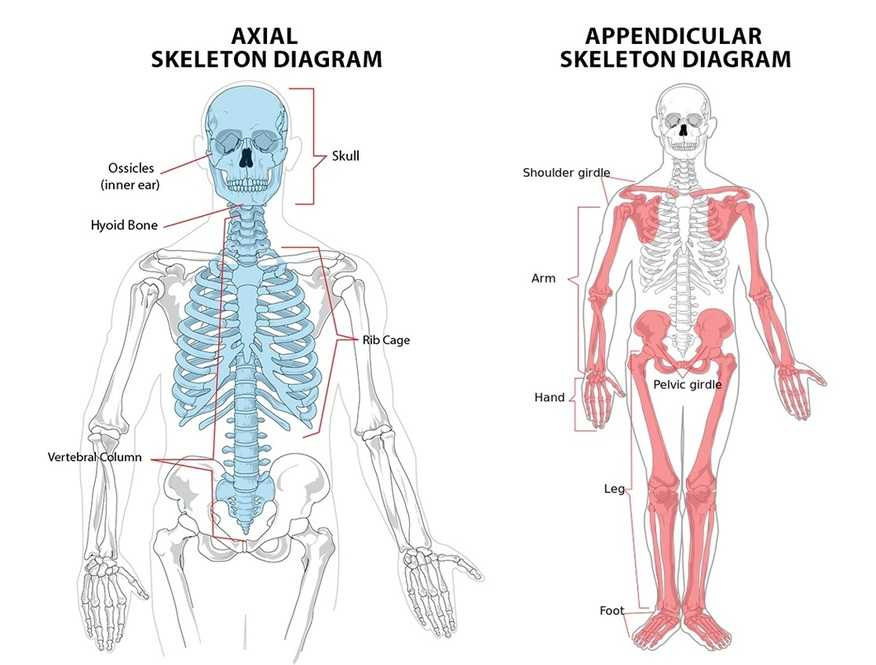 AXIAL
SKELETON DIAGRAM
Skull
Ossicles
(inner ear)
Hyoid Bone
Rib Cage
Vertebral Column
APPENDICULAR
SKELETON DIAGRAM
Shoulder girdle
Arm
Hand
Pelvic girdle
Leg
Foot